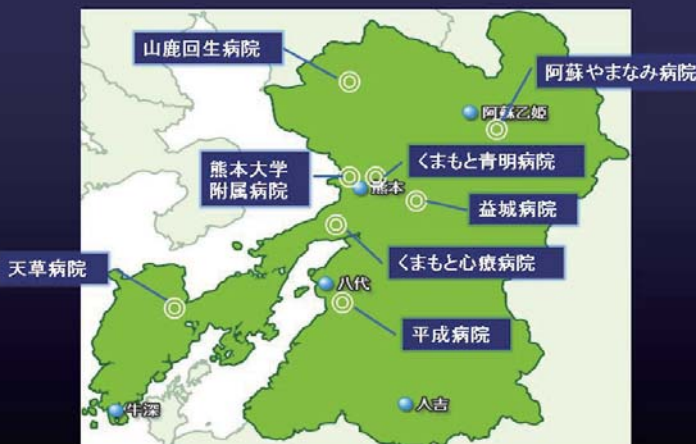 山鹿回生病院
阿蘇やまなみ病院
阿蘇乙姫
くまもと青明病院
熊本大学
附属病院
熊本
益城病院
くまもと心療病院
天草病院
八代
平成病院
人吉
牛深